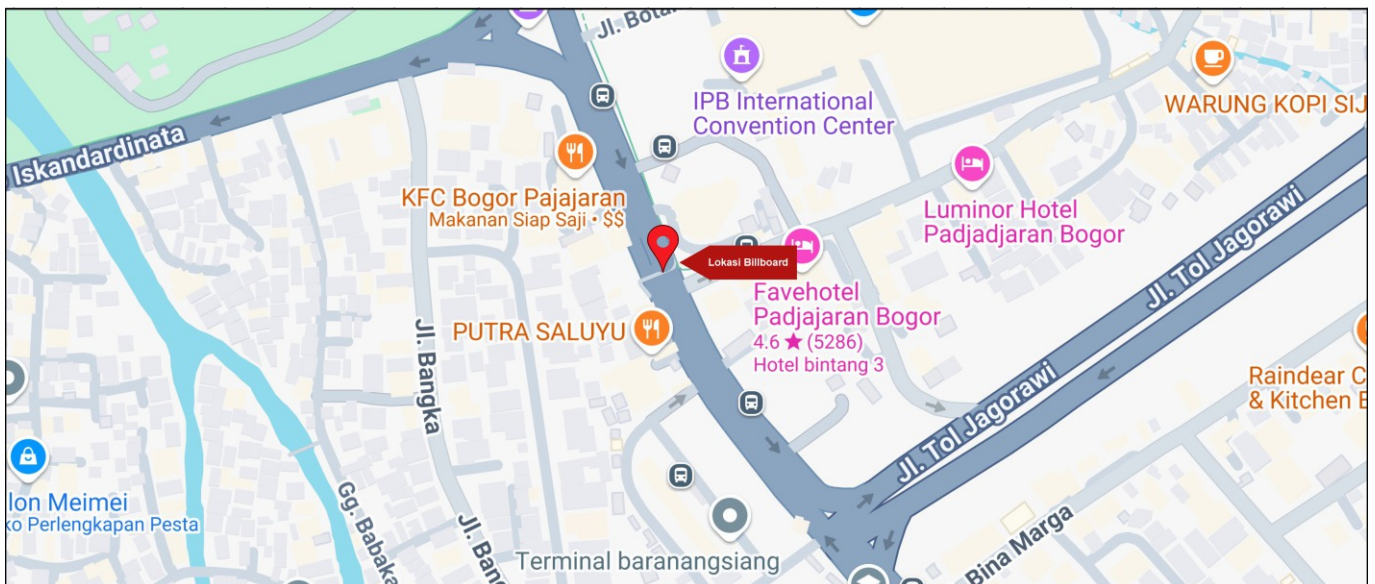 Jl. Bota
IPB International
Convention Center
WARUNG KOPI SIJ
Iskandardinata
KFC Bogor Pajajaran
Makanan Siap Saji • $$
Luminor Hotel
Padjadjaran Bogor
Lokasi Billboard
Jl. Tol Jagorawi
Favehotel
Padjajaran Bogor
4.6 ★ (5286)
Hotel bintang 3
PUTRA SALUYU
Jl. Bangka
Raindear C
& Kitchen B
Jl. Tol Jagorawi
lon Meimei
ko Perlengkapan Pesta
Gg. Babaka
Jl. Ban
Terminal baranangsiang
Bina Marga